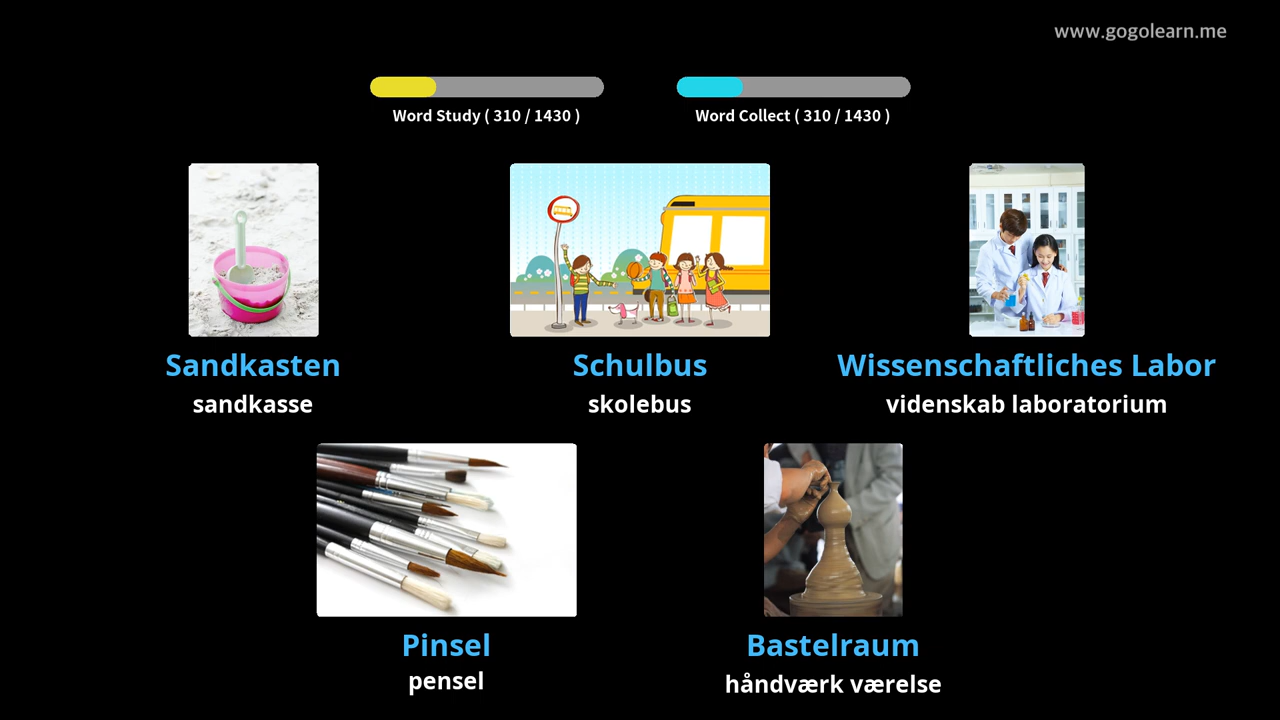 www.gogolearn.me
Word Study ( 310 / 1430 )
Word Collect ( 310 / 1430 )
Sandkasten
sandkasse
Schulbus
skolebus
Wissenschaftliches Labor
videnskab laboratorium
Pinsel
pensel
Bastelraum
håndværk værelse